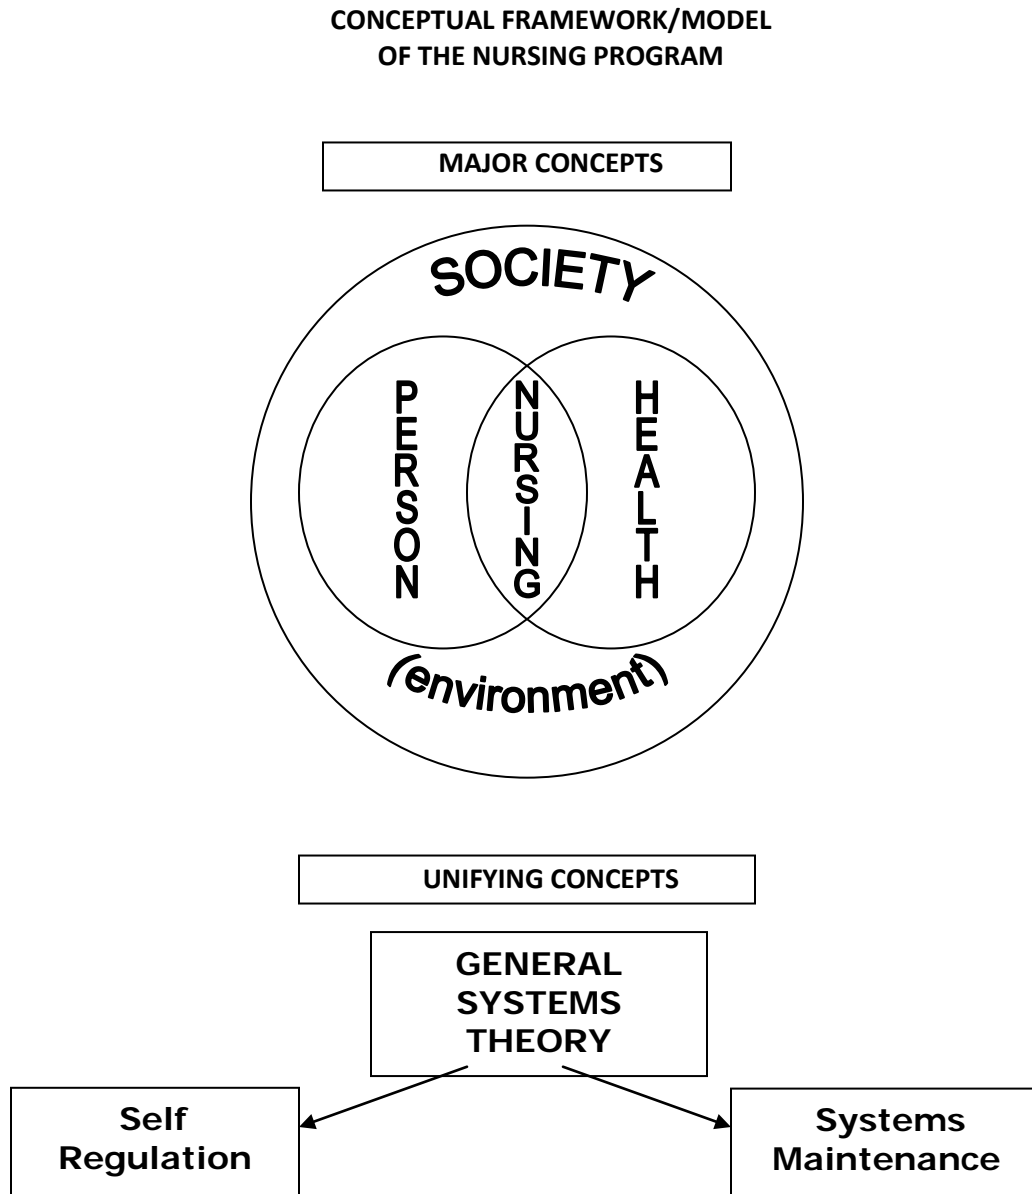 CONCEPTUAL FRAMEWORK/MODEL
OF THE NURSING PROGRAM
MAJOR CONCEPTS
SOCIETY
PERSON
NURSING
HEALTH
(environment)
UNIFYING CONCEPTS
GENERAL
SYSTEMS
THEORY
Self
Regulation
Systems
Maintenance